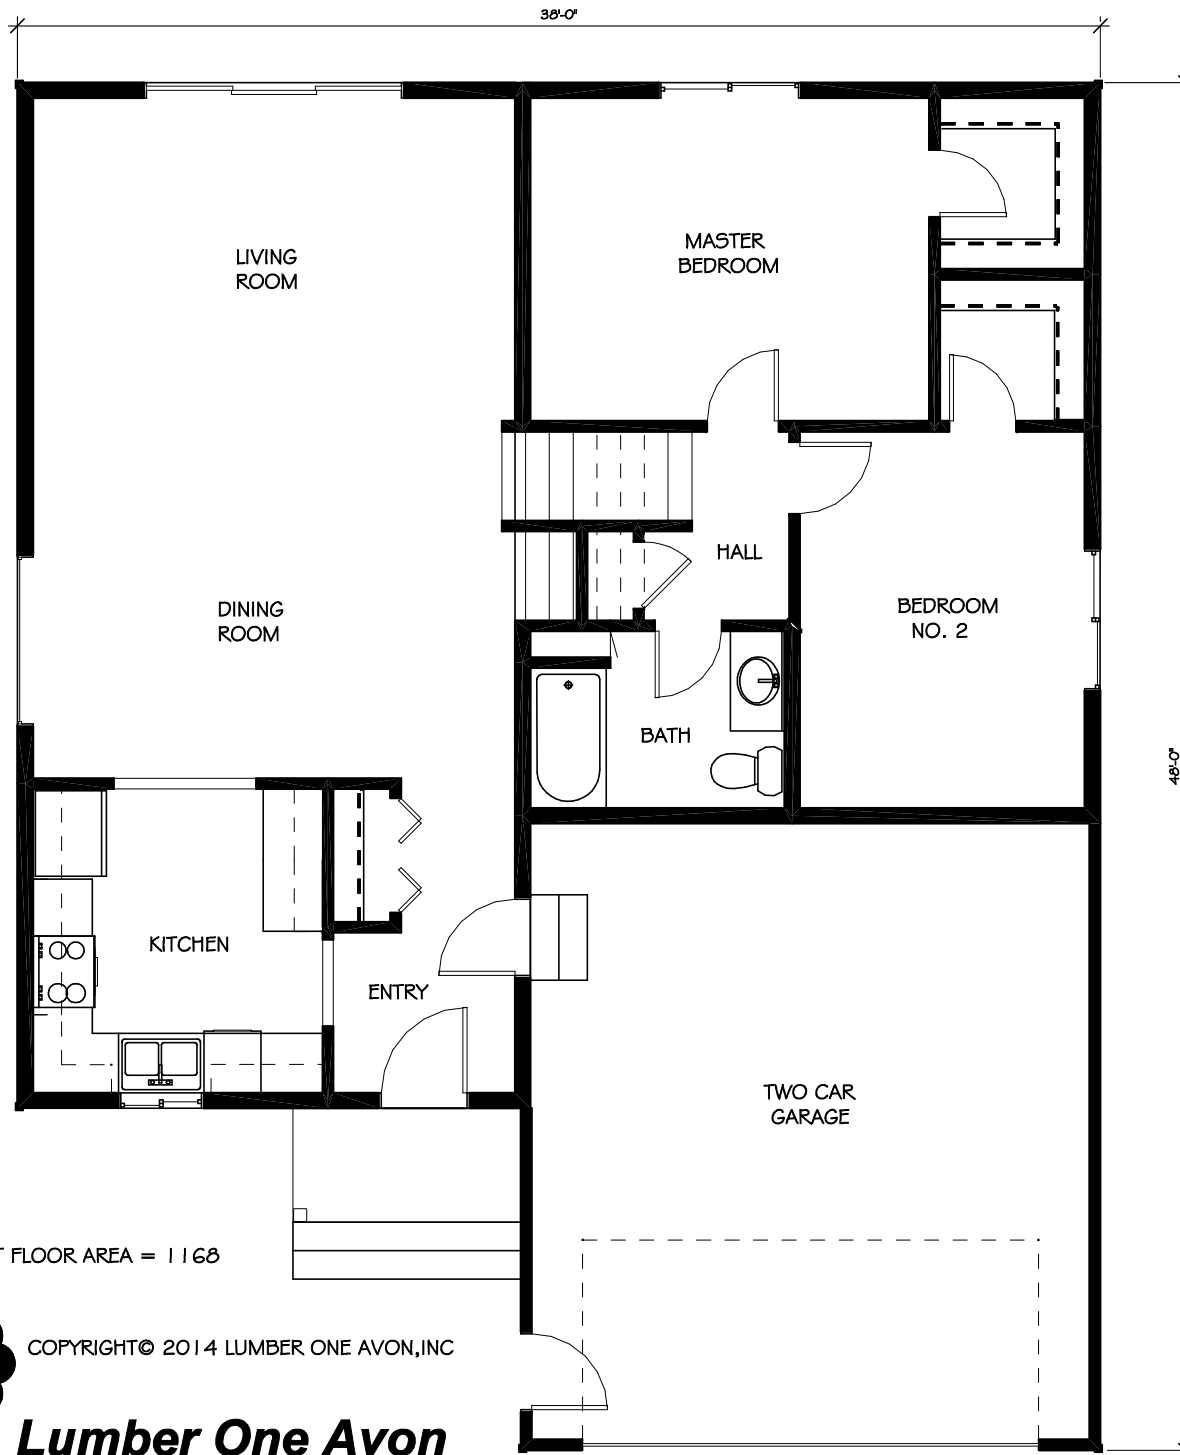 38'-0"
LIVING
ROOM
MASTER
BEDROOM
HALL
DINING
ROOM
BEDROOM
NO. 2
BATH
48'-0"
KITCHEN
ENTRY
TWO CAR
GARAGE
FLOOR AREA = 1168
COPYRIGHT© 2014 LUMBER ONE AVON,INC
Lumber One Avon